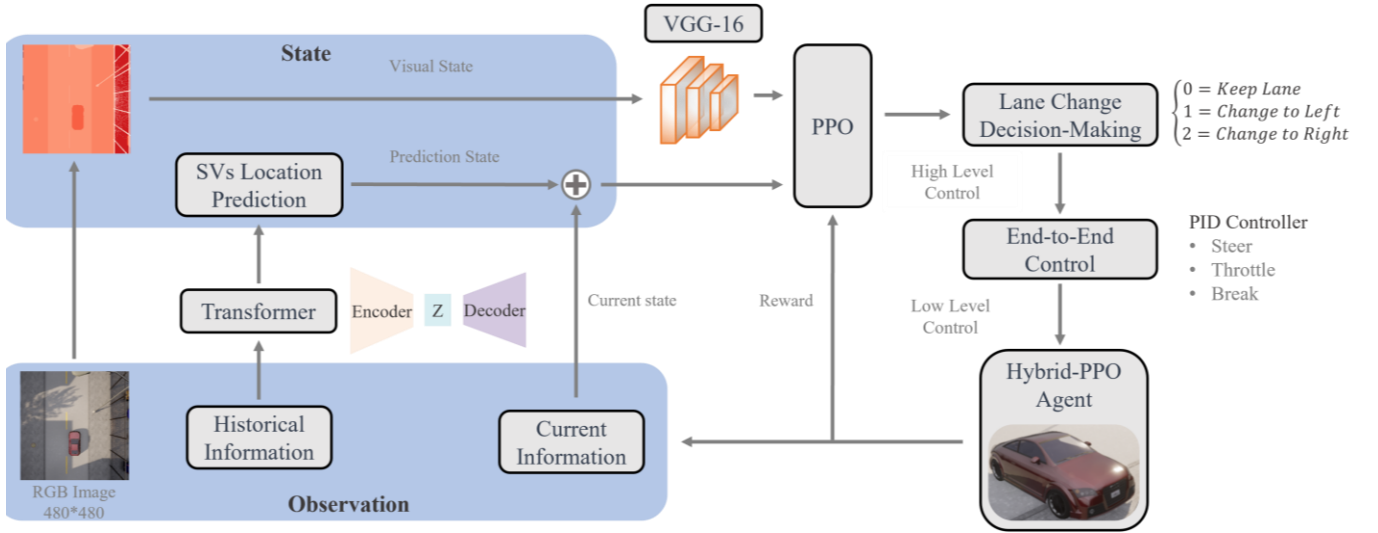 VGG-16
State
Visual State
PPO
Lane Change
Decision-Making
0 = Keep Lane
1 = Change to Left
2 = Change to Right
SVs Location
Prediction
Prediction State
High Level
Control
End-to-End
Control
PID Controller
• Steer
• Throttle
• Break
Transformer
Encoder
Z
Decoder
Current state
Reward
Low Level
Control
Hybrid-PPO
Agent
Historical
Information
Current
Information
RGB Image
480*480
Observation